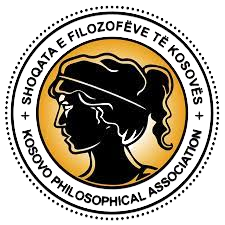 SHOQATA E FILOZOFËVE TË KOSOVËS
KOSOVO PHILOSOPHICAL ASSOCIATION